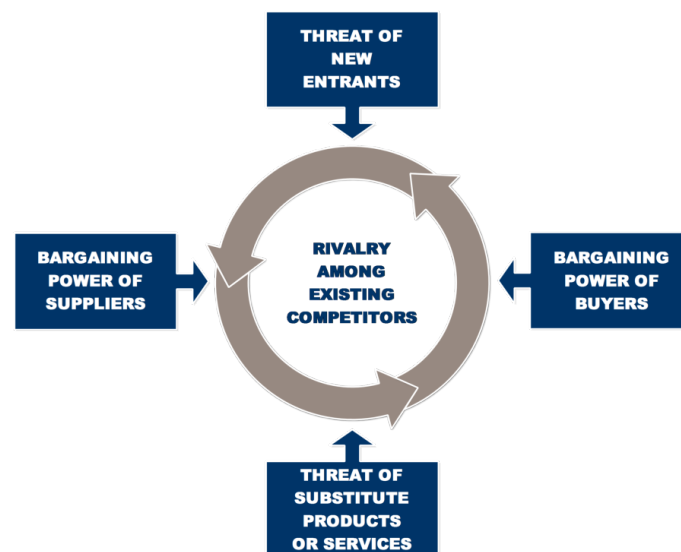 THREAT OF
NEW
ENTRANTS
BARGAINING
POWER OF
SUPPLIERS
RIVALRY
AMONG
EXISTING
COMPETITORS
BARGAINING
POWER OF
BUYERS
THREAT OF
SUBSTITUTE
PRODUCTS
OR SERVICES